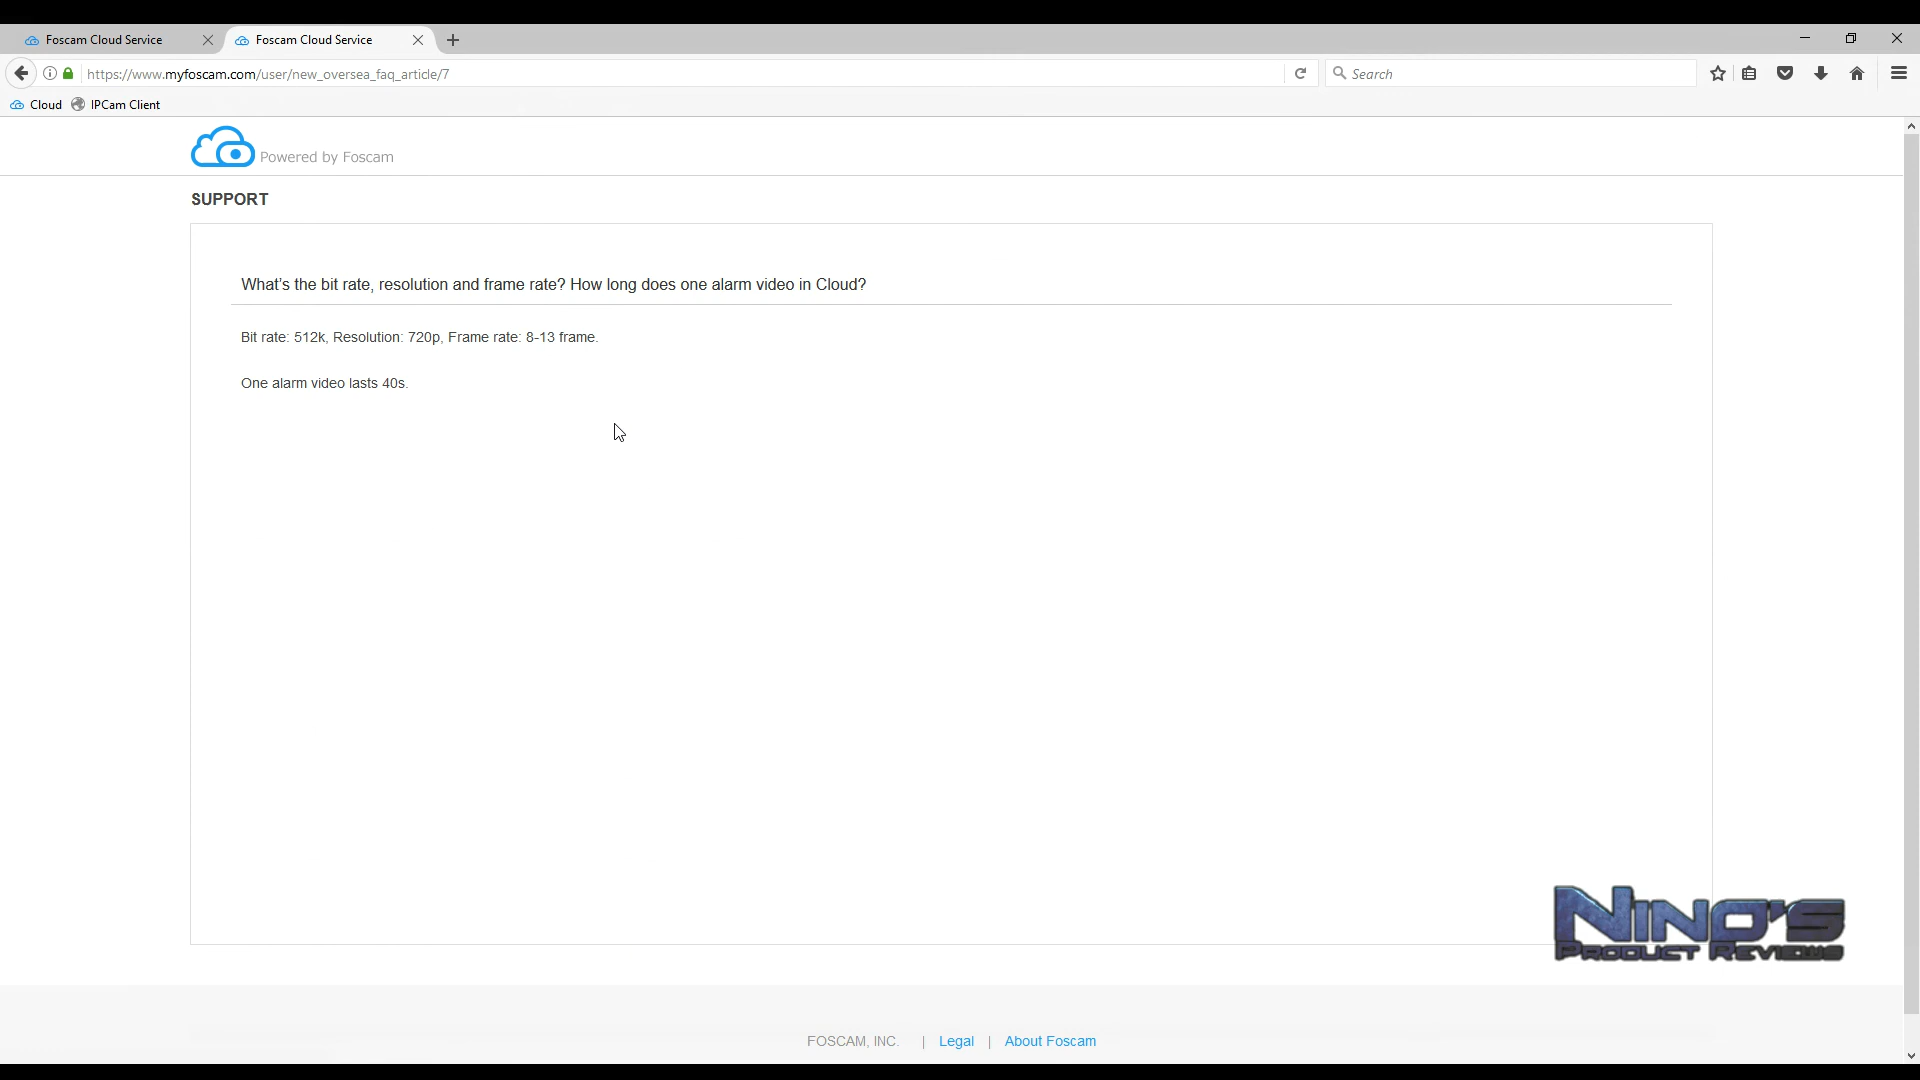 Foscam Cloud Service
Foscam Cloud Service
https://www.myfoscam.com/user/new_oversea_faq_article/7
Search
Cloud
IPCam Client
Powered by Foscam
SUPPORT
What's the bit rate, resolution and frame rate? How long does one alarm video in Cloud?
Bit rate: 512k, Resolution: 720p, Frame rate: 8-13 frame.
One alarm video lasts 40s.
NINO'S
PRODUCT REVIEWS
FOSCAM, INC. | Legal | About Foscam